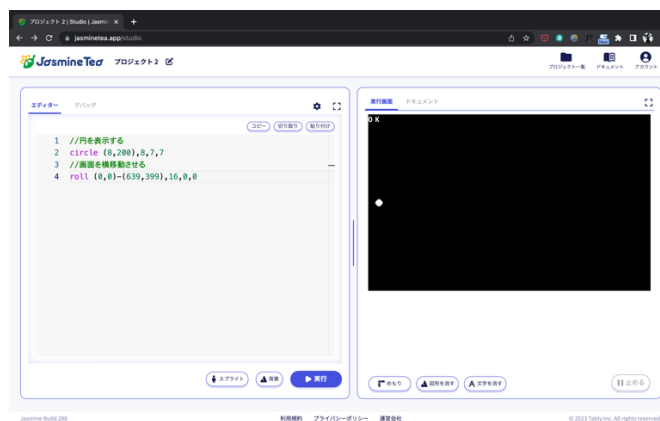 プロジェクト 2 | Studio | Jasmin
jasminetea.app/studio
JasmineTea プロジェクト2
プロジェクト一覧 ドキュメント アカウント
エディター デバッグ
コピー 切り取り 貼り付け
1 //円を表示する
2 circle (8,200),8,7,7
3 //画面を横移動させる
4 roll (0,0)-(639,399),16,0,0
スプライト 背景 実行
実行画面 ドキュメント
OK
めもり 図形を消す 文字を消す 止める
Jasmine Build 288 利用規約 プライバシーポリシー 運営会社 © 2023 Tablu Inc. All rights reserved